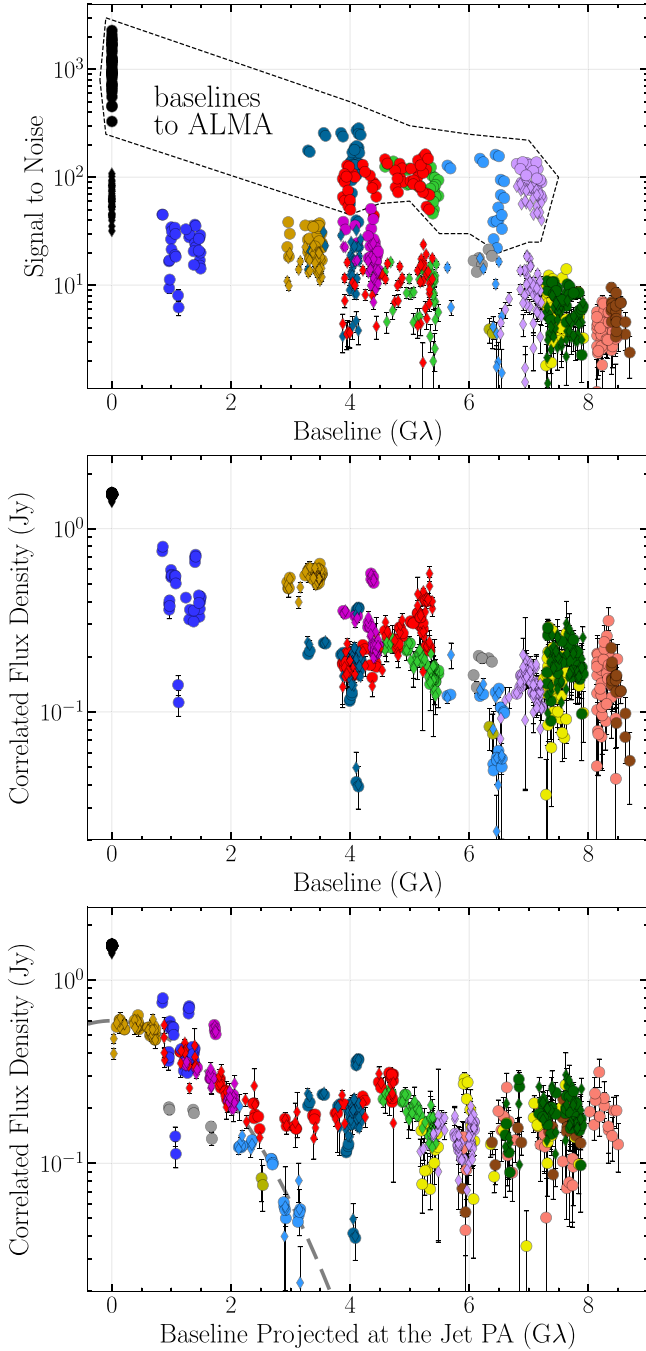 10^4
10^3
10^2
10^1
Signal to Noise
baselines
to ALMA
0 2 4 6 8
Baseline (Gλ)
10^0
10^-1
Correlated Flux Density (Jy)
0 2 4 6 8
Baseline (Gλ)
10^0
10^-1
Correlated Flux Density (Jy)
0 2 4 6 8
Baseline Projected at the Jet PA (Gλ)